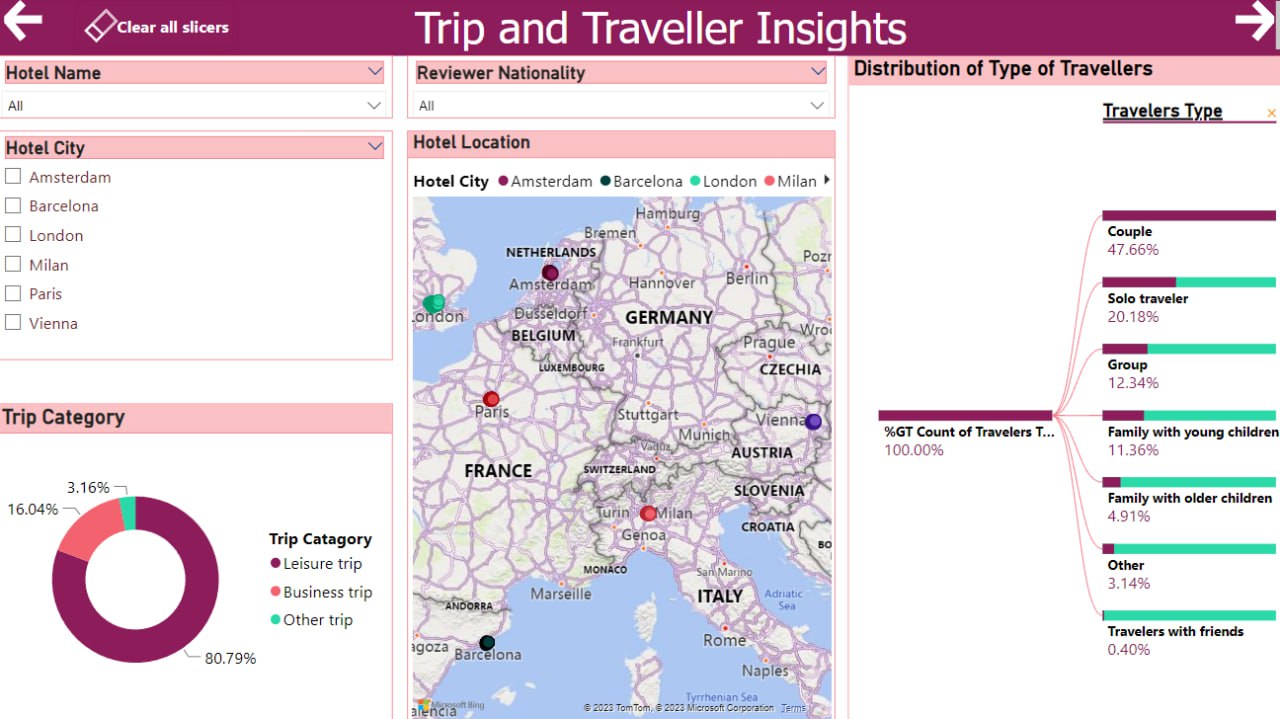 Clear all slicers
Trip and Traveller Insights
Hotel Name
All
Hotel City
Amsterdam
Barcelona
London
Milan
Paris
Vienna
Trip Category
3.16%
16.04%
80.79%
Trip Catagory
Leisure trip
Business trip
Other trip
Reviewer Nationality
All
Hotel Location
Hotel City Amsterdam Barcelona London Milan
Hamburg
Bremen
NETHERLANDS
Amsterdam
Hannover
Berlin
Pozr
ondon
Düsseldorf
GERMANY
Wro
BELGIUM
Frankfurt
Prague
LUXEMBOURG
CZECHIA
Paris
Stuttgart
Vienna
Munich
Vaduz
AUSTRIA
FRANCE
SWITZERLAND
SLOVENIA
Turin
Milan
CROATIA
Genoa
BO
MONACO
San Marino
Marseille
ITALY
Adriatic
Sea
ANDORRA
Rome
agoza
Barcelona
Naples
Tyrrhenian Sea
Microsoft Bing
alencia
© 2023 TomTom, © 2023 Microsoft Corporation Terms
Distribution of Type of Travellers
Travelers Type
%GT Count of Travelers T...
100.00%
Couple
47.66%
Solo traveler
20.18%
Group
12.34%
Family with young children
11.36%
Family with older children
4.91%
Other
3.14%
Travelers with friends
0.40%